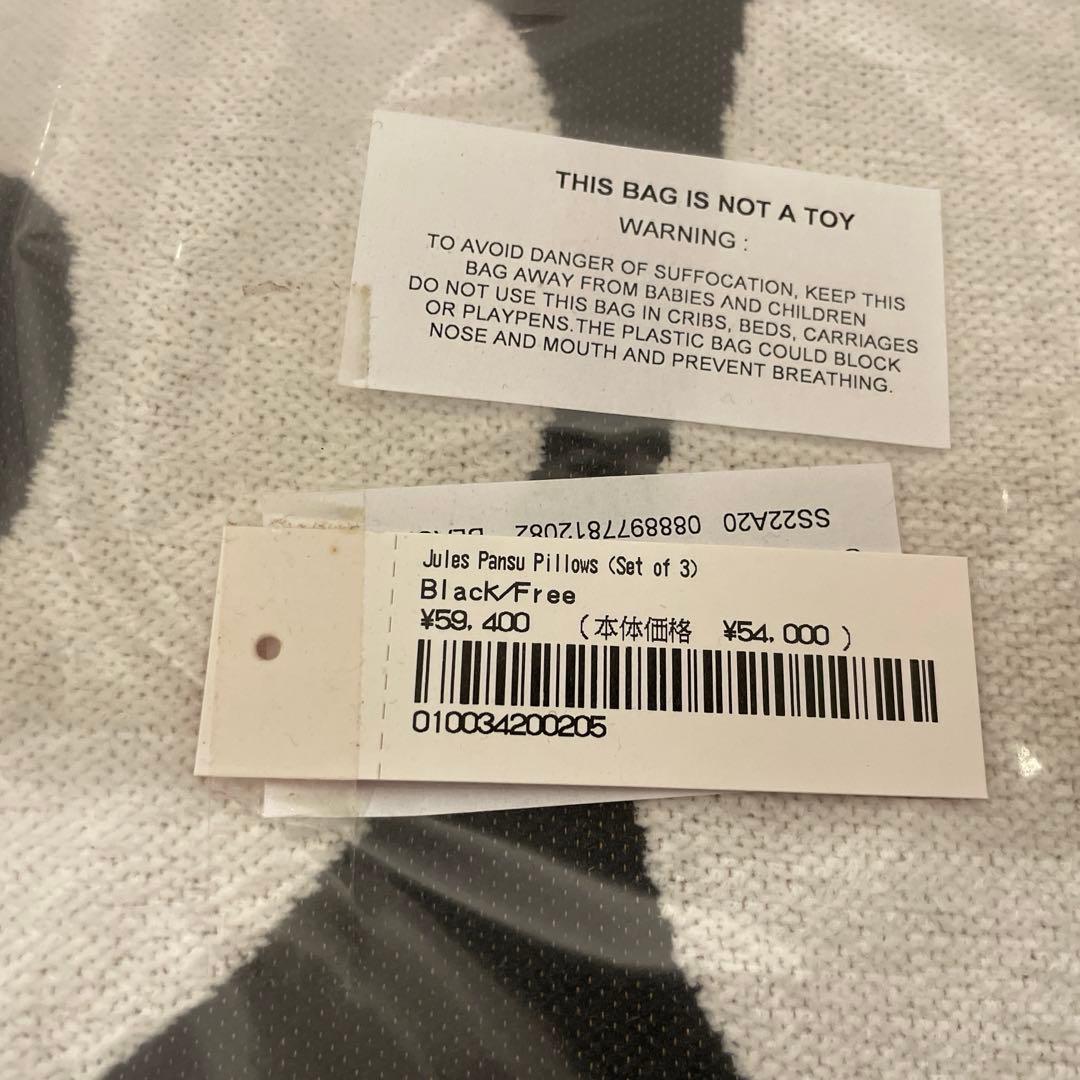 THIS BAG IS NOT A TOY
WARNING :
TO AVOID DANGER OF SUFFOCATION, KEEP THIS
BAG AWAY FROM BABIES AND CHILDREN
DO NOT USE THIS BAG IN CRIBS, BEDS, CARRIAGES
OR PLAYPENS.THE PLASTIC BAG COULD BLOCK
NOSE AND MOUTH AND PREVENT BREATHING.
SS22A20 0888977812082
Jules Pansu Pillows (Set of 3)
Black/Free
¥59,400 (本体価格 ¥54,000 )
010034200205